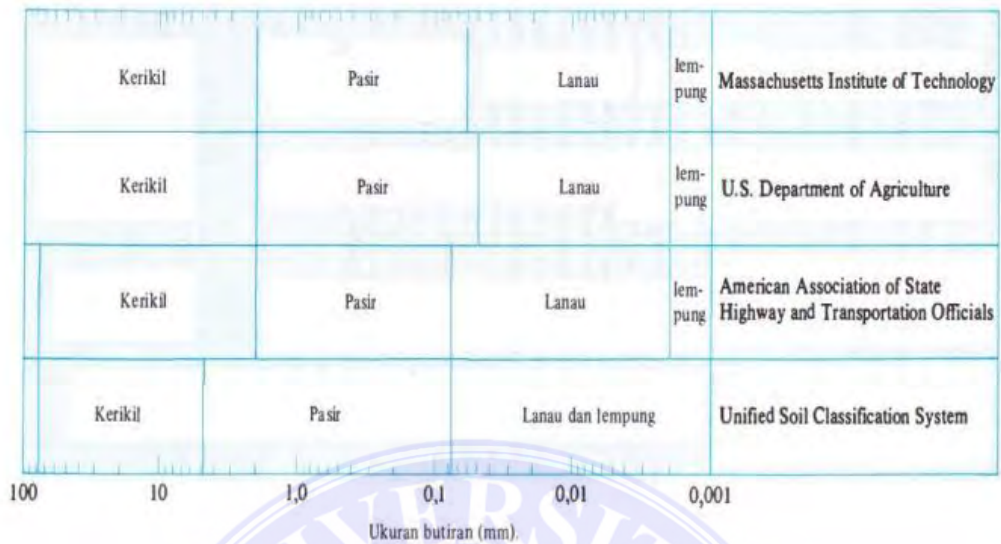 Kerikil Pasir Lanau lem-
pung Massachusetts Institute of Technology
Kerikil Pasir Lanau lem-
pung U.S. Department of Agriculture
Kerikil Pasir Lanau lem-
pung American Association of State
Highway and Transportation Officials
Kerikil Pasir Lanau dan lempung Unified Soil Classification System
100 10 1,0 0,1 0,01 0,001
Ukuran butiran (mm).